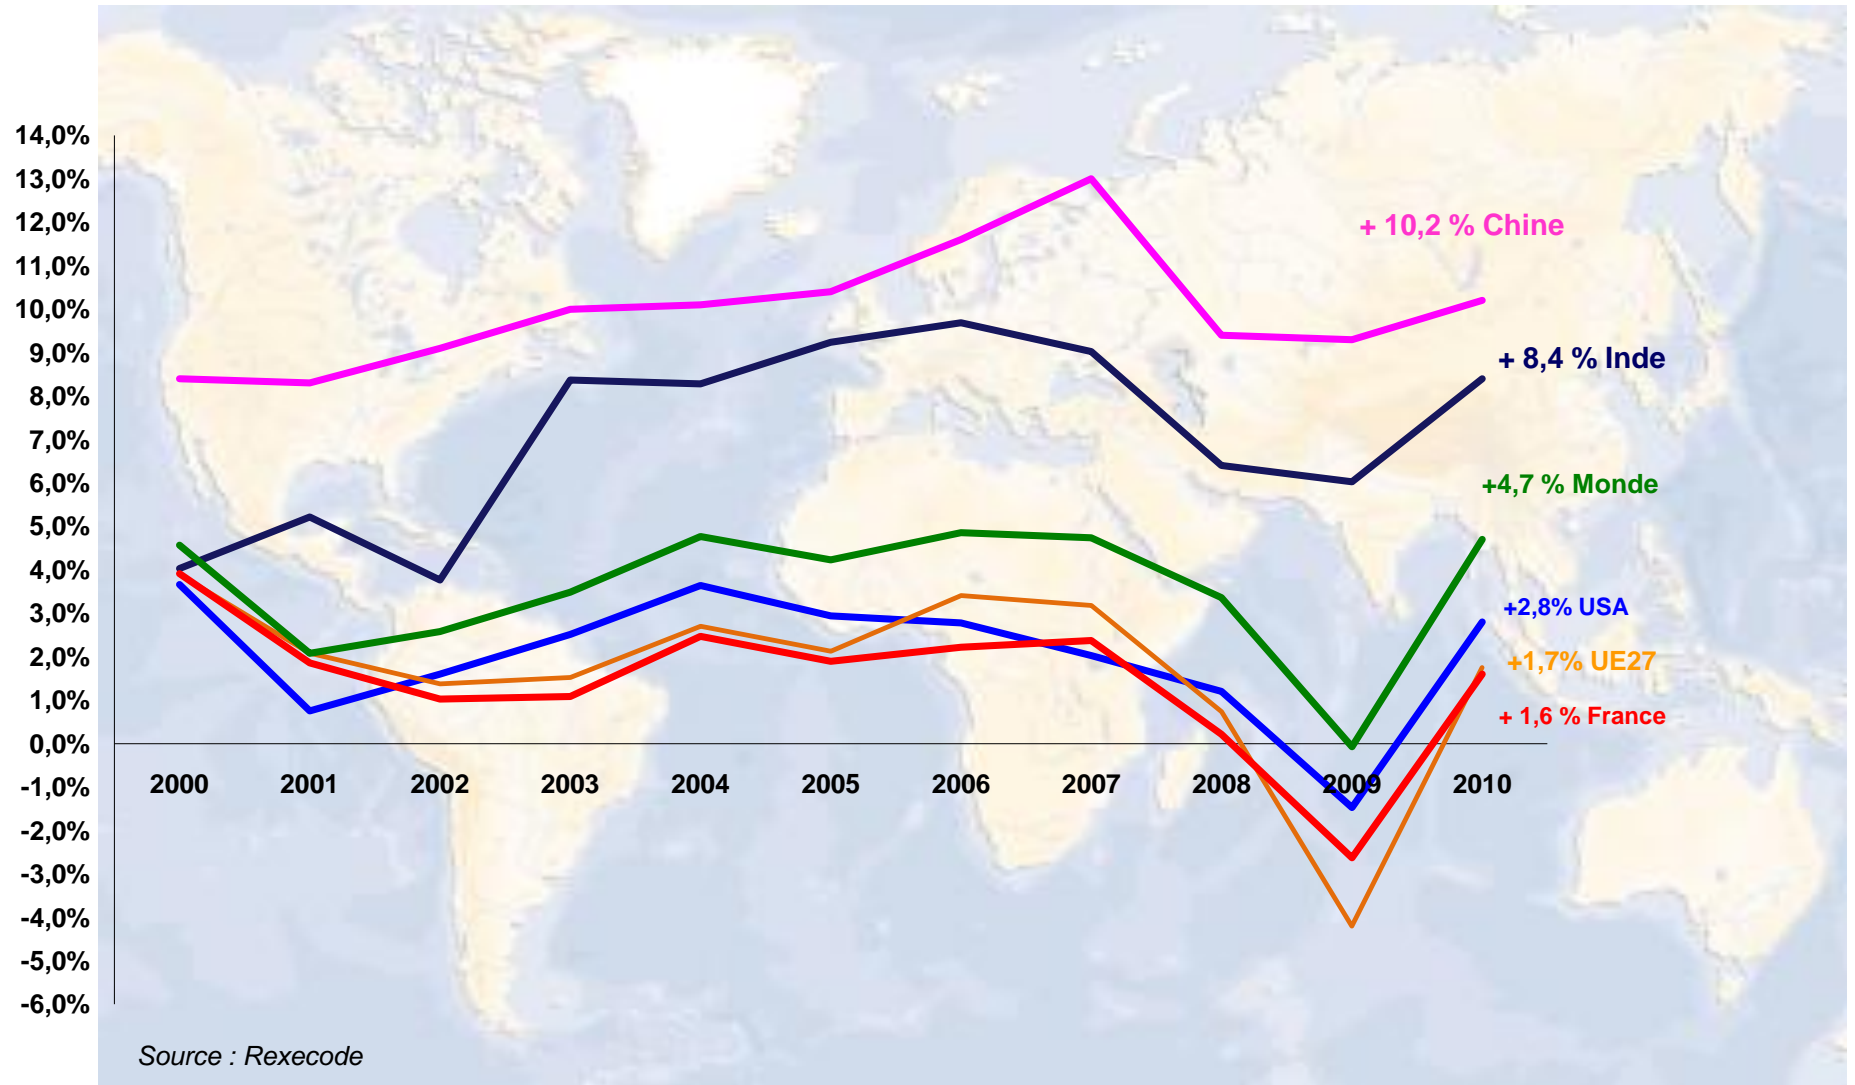 14,0%
13,0%
12,0%
11,0%
10,0%
9,0%
8,0%
7,0%
6,0%
5,0%
4,0%
3,0%
2,0%
1,0%
0,0%
-1,0%
-2,0%
-3,0%
-4,0%
-5,0%
-6,0%
+ 10,2 % Chine
+ 8,4 % Inde
+4,7 % Monde
+2,8% USA
+1,7% UE27
+ 1,6 % France
2000 2001 2002 2003 2004 2005 2006 2007 2008 2009 2010
Source : Rexecode